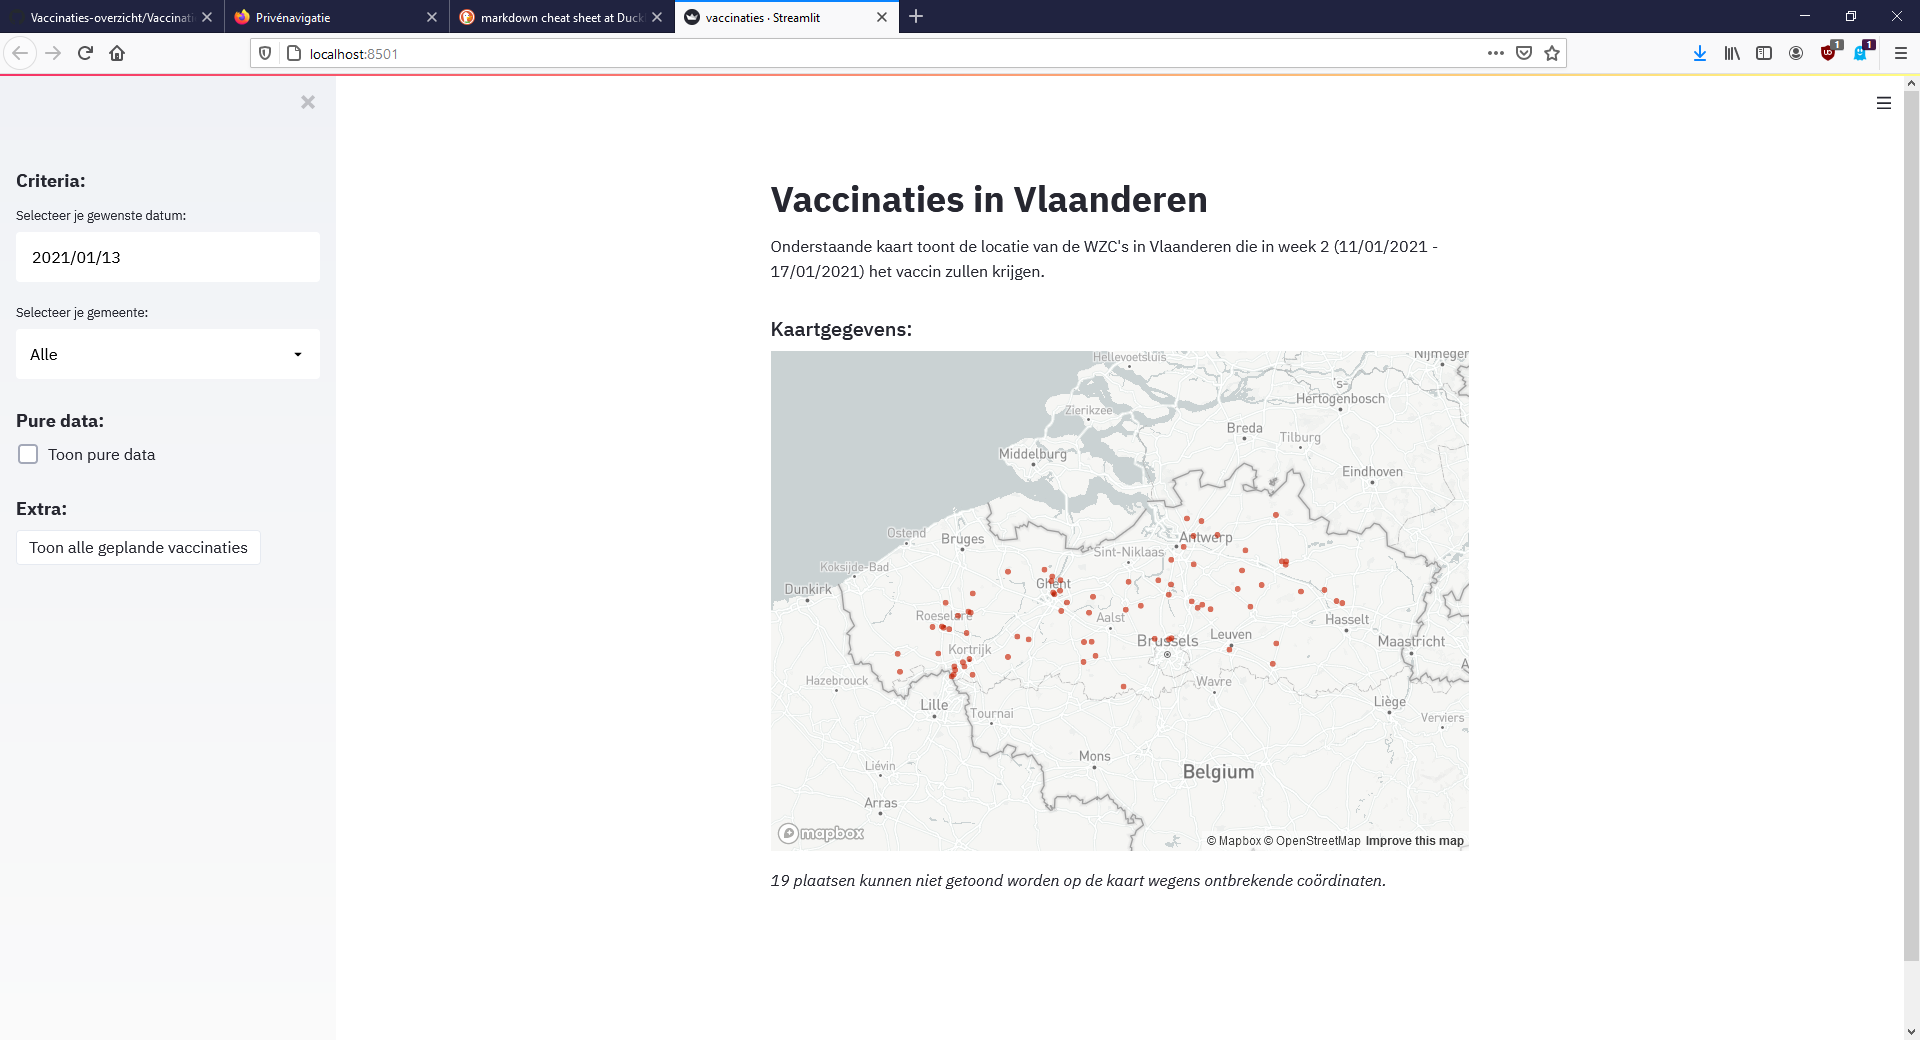 Vaccinaties-overzicht/Vaccinati
Privénavigatie
markdown cheat sheet at Duck
vaccinaties · Streamlit
localhost:8501
1
1
Criteria:
Selecteer je gewenste datum:
2021/01/13
Selecteer je gemeente:
Alle
Pure data:
Toon pure data
Extra:
Toon alle geplande vaccinaties
Vaccinaties in Vlaanderen
Onderstaande kaart toont de locatie van de WZC's in Vlaanderen die in week 2 (11/01/2021 -
17/01/2021) het vaccin zullen krijgen.
Kaartgegevens:
Hellevoetsluis
Nijmegen
's-
Hertogenbosch
Zierikzee
Breda
Tilburg
Middelburg
Eindhoven
Ostend
Bruges
Antwerp
Sint-Niklaas
Koksijde-Bad
Dunkirk
Ghent
Roeselare
Aalst
Hasselt
Brussels
Leuven
Maastricht
Kortrijk
Hazebrouck
Wavre
Lille
Tournai
Liège
Verviers
Mons
Liévin
Belgium
Arras
mapbox
© Mapbox © OpenStreetMap Improve this map
19 plaatsen kunnen niet getoond worden op de kaart wegens ontbrekende coördinaten.